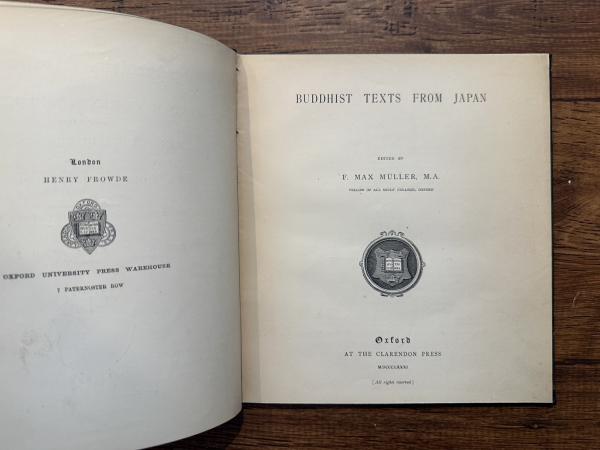 London
HENRY FROWDE
OXFORD UNIVERSITY PRESS WAREHOUSE
7 PATERNOSTER ROW
BUDDHIST TEXTS FROM JAPAN
EDITED BY
F. MAX MÜLLER, M.A.
FELLOW OF ALL SOULS' COLLEGE, OXFORD
Oxford
AT THE CLARENDON PRESS
MDCCCLXXXI
[All rights reserved]